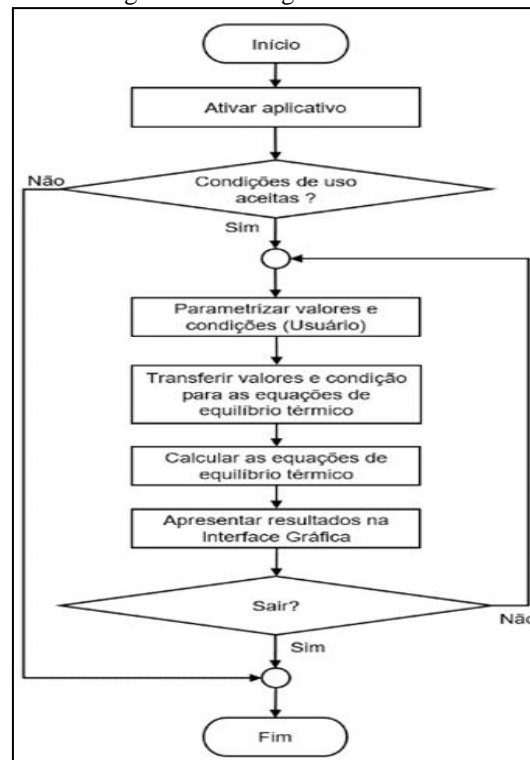 Início
Ativar aplicativo
Não
Condições de uso
aceitas ?
Sim
Parametrizar valores e
condições (Usuário)
Transferir valores e condição
para as equações de
equilíbrio térmico
Calcular as equações de
equilíbrio térmico
Apresentar resultados na
Interface Gráfica
Sair?
Não
Sim
Fim